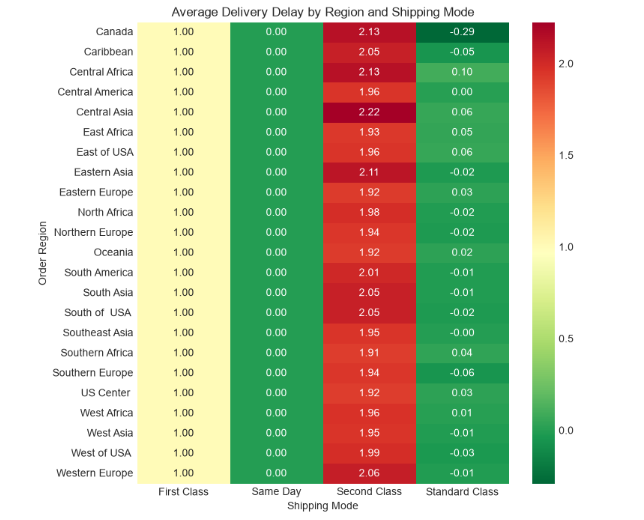 Average Delivery Delay by Region and Shipping Mode
Canada 1.00 0.00 2.13 -0.29
Caribbean 1.00 0.00 2.05 -0.05
Central Africa 1.00 0.00 2.13 0.10
Central America 1.00 0.00 1.96 0.00
Central Asia 1.00 0.00 2.22 0.06
East Africa 1.00 0.00 1.93 0.05
East of USA 1.00 0.00 1.96 0.06
Eastern Asia 1.00 0.00 2.11 -0.02
Eastern Europe 1.00 0.00 1.92 0.03
North Africa 1.00 0.00 1.98 -0.02
Northern Europe 1.00 0.00 1.94 -0.02
Oceania 1.00 0.00 1.92 0.02
South America 1.00 0.00 2.01 -0.01
South Asia 1.00 0.00 2.05 -0.01
South of  USA 1.00 0.00 2.05 -0.02
Southeast Asia 1.00 0.00 1.95 -0.00
Southern Africa 1.00 0.00 1.91 0.04
Southern Europe 1.00 0.00 1.94 -0.06
US Center 1.00 0.00 1.92 0.03
West Africa 1.00 0.00 1.96 0.01
West Asia 1.00 0.00 1.95 -0.01
West of USA 1.00 0.00 1.99 -0.03
Western Europe 1.00 0.00 2.06 -0.01
First Class Same Day Second Class Standard Class
Shipping Mode
Order Region
2.0
1.5
1.0
0.5
0.0